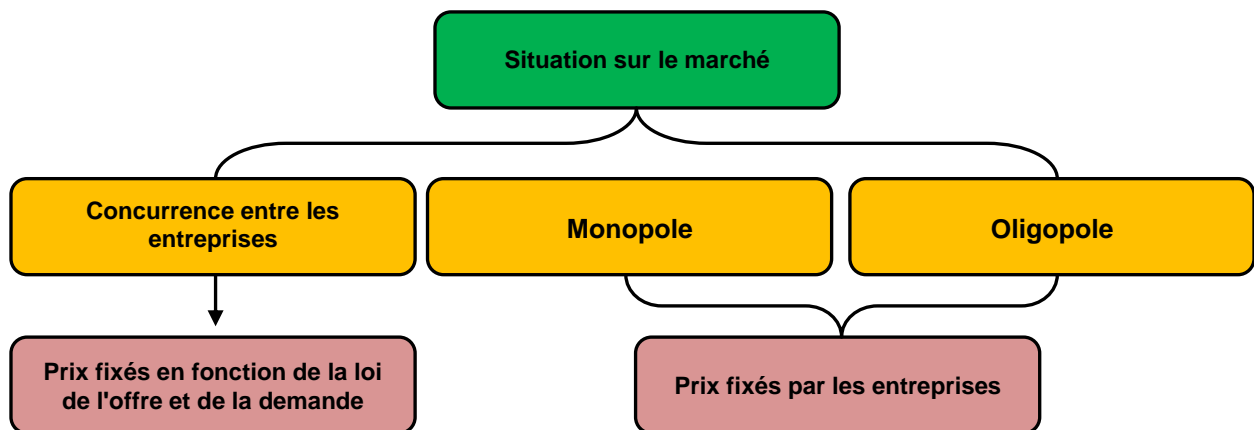 Situation sur le marché
Concurrence entre les
entreprises
Monopole
Oligopole
Prix fixés en fonction de la loi
de l'offre et de la demande
Prix fixés par les entreprises